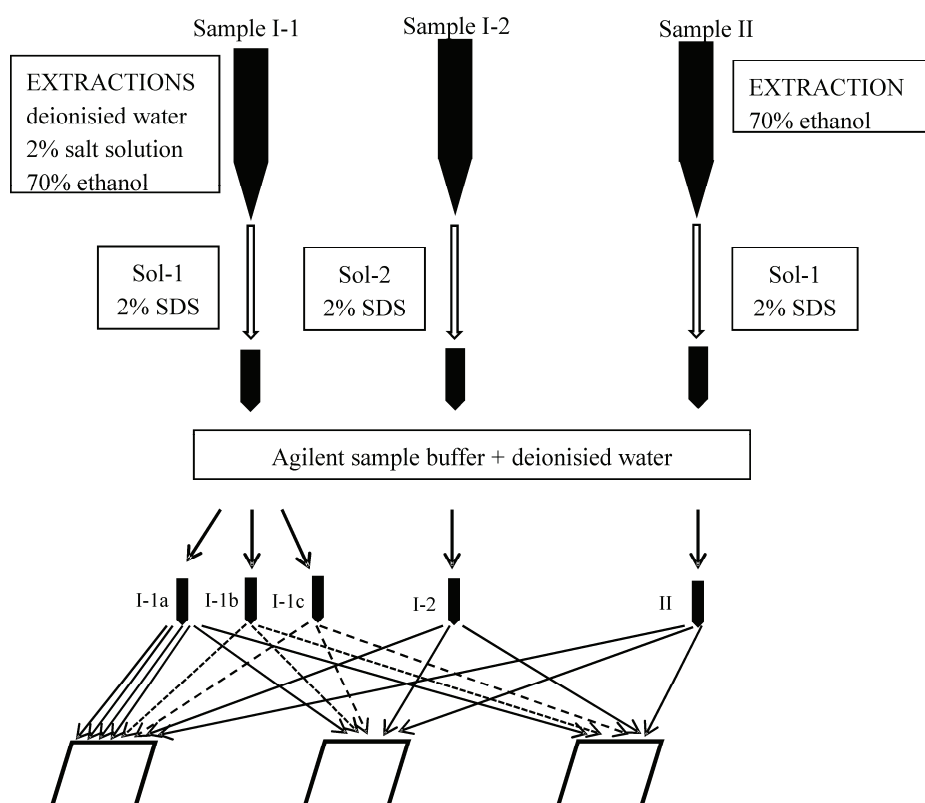 Sample I-1
Sample I-2
Sample II
EXTRACTIONS
deionisied water
2% salt solution
70% ethanol
EXTRACTION
70% ethanol
Sol-1
2% SDS
Sol-2
2% SDS
Sol-1
2% SDS
Agilent sample buffer + deionisied water
I-1a
I-1b
I-1c
I-2
II